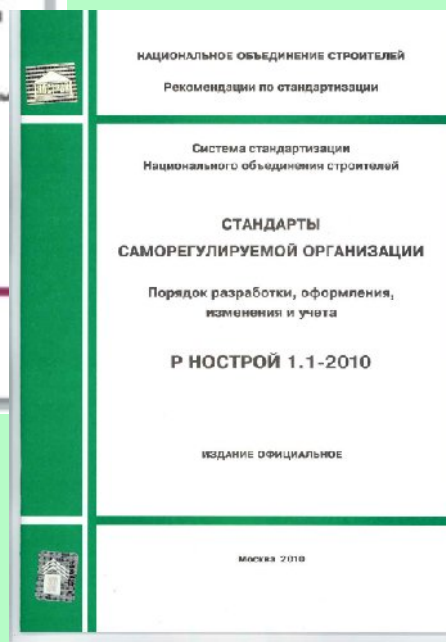 НАЦИОНАЛЬНОЕ ОБЪЕДИНЕНИЕ СТРОИТЕЛЕЙ
Рекомендации по стандартизации
Система стандартизации
Национального объединения строителей
СТАНДАРТЫ
САМОРЕГУЛИРУЕМОЙ ОРГАНИЗАЦИИ
Порядок разработки, оформления,
изменения и учета
Р НОСТРОЙ 1.1-2010
ИЗДАНИЕ ОФИЦИАЛЬНОЕ
Москва 2010